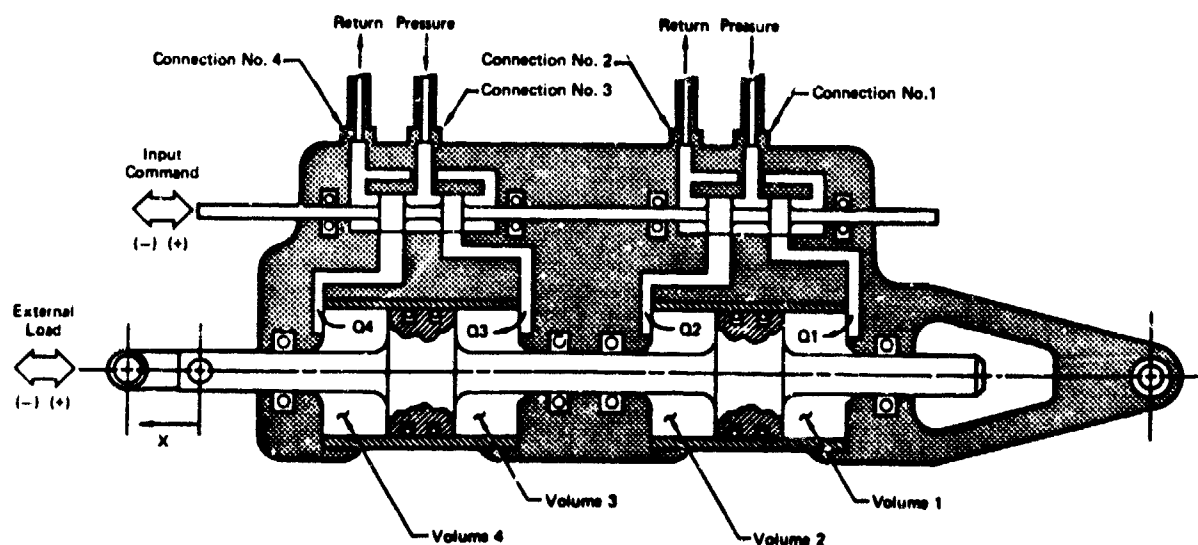 Return Pressure
Return Pressure
Connection No. 4
Connection No. 2
Connection No. 3
Connection No.1
Input
Command
(-) (+)
External
Load
(-) (+)
Q4
Q3
Q2
Q1
X
Volume 3
Volume 1
Volume 4
Volume 2